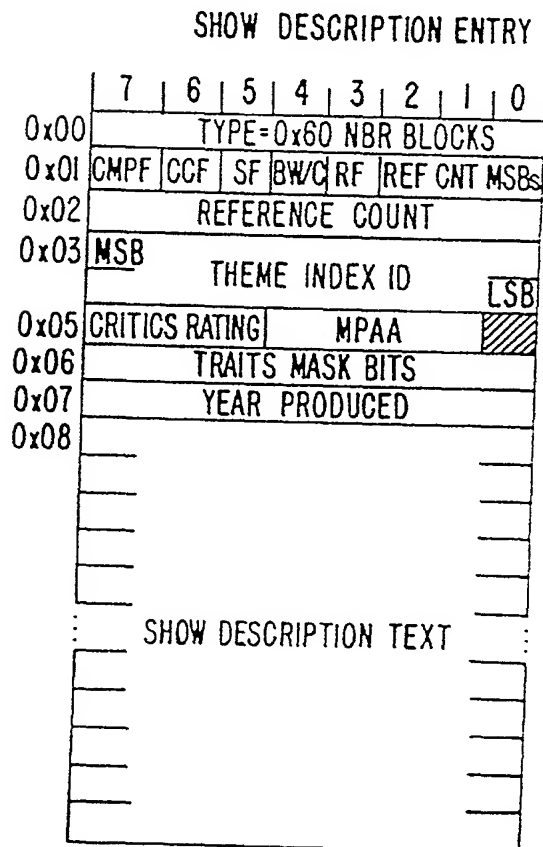 SHOW DESCRIPTION ENTRY
7 6 5 4 3 2 1 0
0x00 TYPE=0x60 NBR BLOCKS
0x01 CMPF CCF SF BW/C RF REF CNT MSBs
0x02 REFERENCE COUNT
0x03 MSB
THEME INDEX ID
LSB
0x05 CRITICS RATING MPAA
0x06 TRAITS MASK BITS
0x07 YEAR PRODUCED
0x08
SHOW DESCRIPTION TEXT